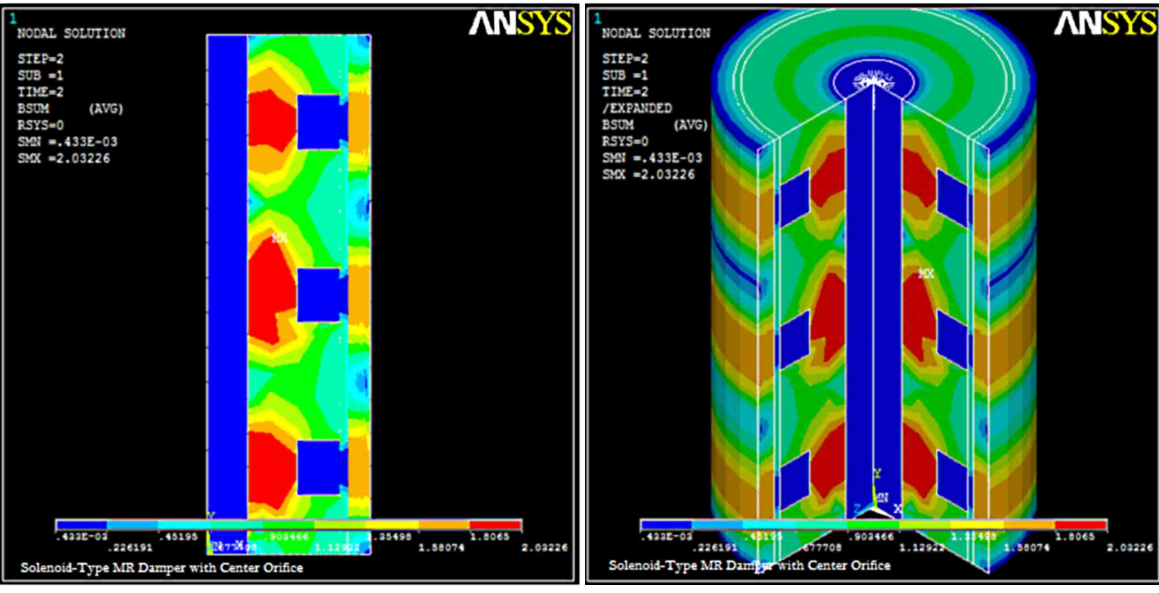 1
ANSYS
NODAL SOLUTION
STEP=2
SUB =1
TIME=2
BSUM (AVG)
RSYS=0
SMN =.433E-03
SMX =2.03226
MX
Y
X
.433E-03 .45195 .903466 1.35498 1.8065
.226191 1.12922 1.58074 2.03226
Solenoid-Type MR Damper with Center Orifice
1
ANSYS
NODAL SOLUTION
STEP=2
SUB =1
TIME=2
/EXPANDED
BSUM (AVG)
RSYS=0
SMN =.433E-03
SMX =2.03226
MX
Y
MN
Z X
.433E-03 .45195 .903466 1.35498 1.8065
.226191 .677708 1.12922 1.58074 2.03226
Solenoid-Type MR Damper with Center Orifice